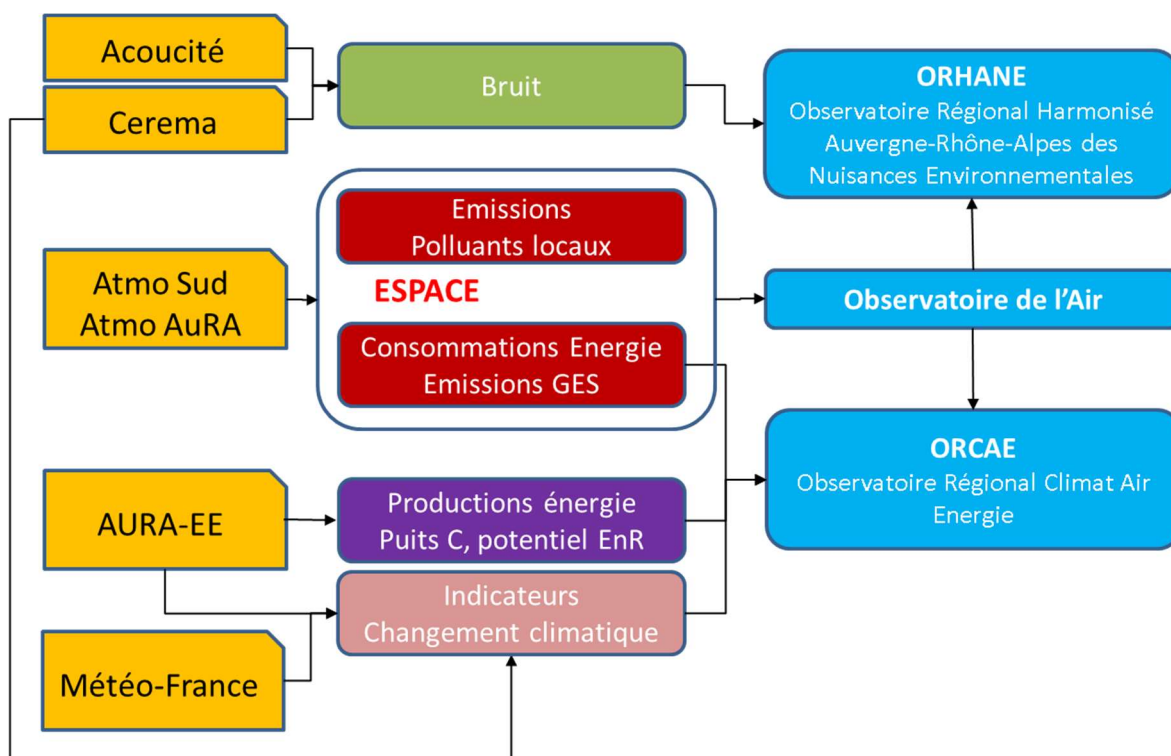 Acoucité
Cerema
Bruit
ORHANE
Observatoire Régional Harmonisé
Auvergne-Rhône-Alpes des
Nuisances Environnementales
Emissions
Polluants locaux
ESPACE
Atmo Sud
Atmo AuRA
Consommations Energie
Emissions GES
Observatoire de l’Air
ORCAE
Observatoire Régional Climat Air
Energie
AURA-EE
Productions énergie
Puits C, potentiel EnR
Indicateurs
Changement climatique
Météo-France